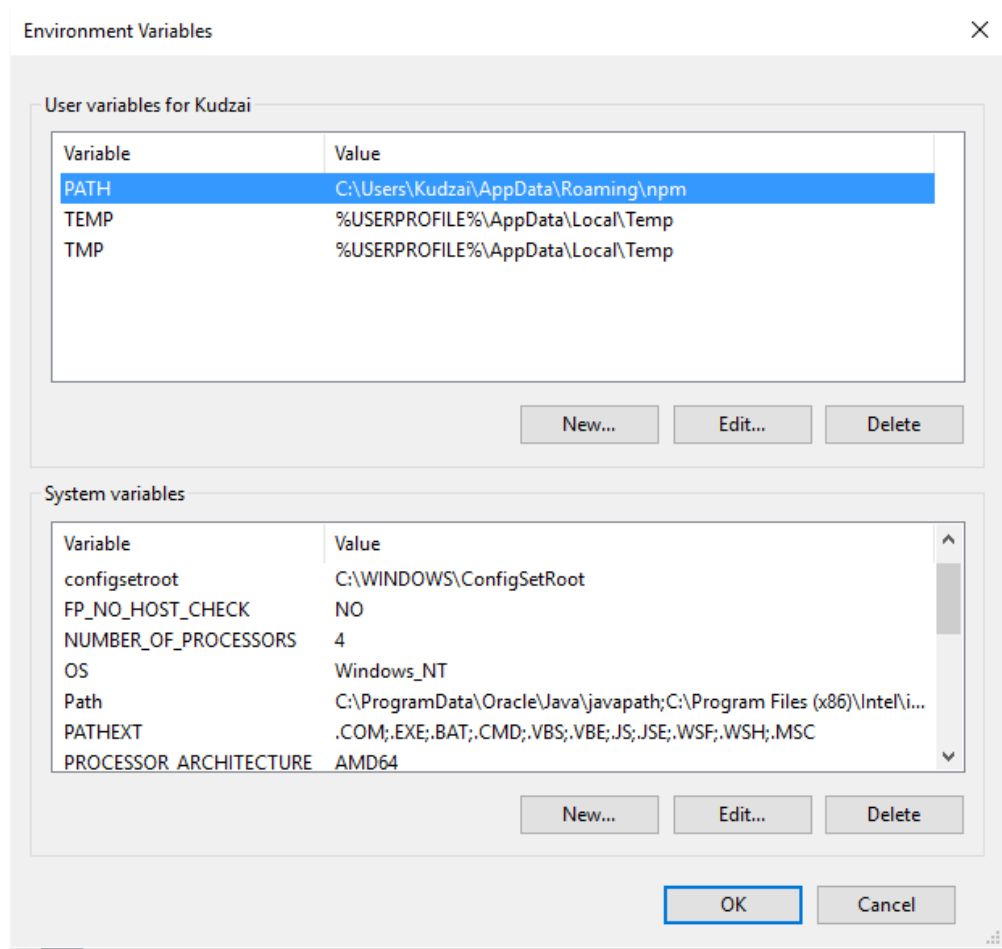 Environment Variables
User variables for Kudzai
Variable Value
PATH C:\Users\Kudzai\AppData\Roaming\npm
TEMP %USERPROFILE%\AppData\Local\Temp
TMP %USERPROFILE%\AppData\Local\Temp
New... Edit... Delete
System variables
Variable Value
configsetroot C:\WINDOWS\ConfigSetRoot
FP_NO_HOST_CHECK NO
NUMBER_OF_PROCESSORS 4
OS Windows_NT
Path C:\ProgramData\Oracle\Java\javapath;C:\Program Files (x86)\Intel\i...
PATHEXT .COM;.EXE;.BAT;.CMD;.VBS;.VBE;.JS;.JSE;.WSF;.WSH;.MSC
PROCESSOR_ARCHITECTURE AMD64
New... Edit... Delete
OK Cancel